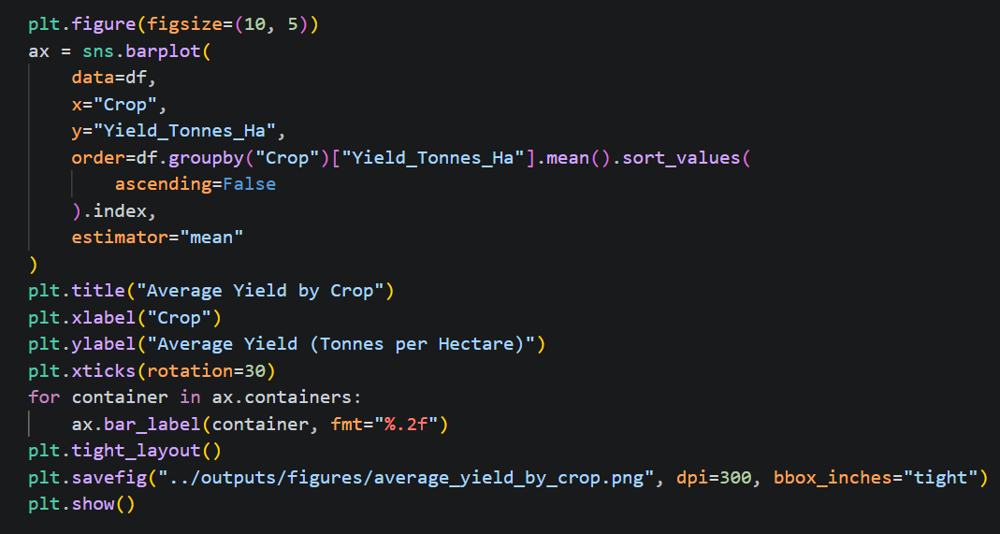 plt.figure(figsize=(10, 5))
ax = sns.barplot(
    data=df,
    x="Crop",
    y="Yield_Tonnes_Ha",
    order=df.groupby("Crop")["Yield_Tonnes_Ha"].mean().sort_values(
        ascending=False
    ).index,
    estimator="mean"
)
plt.title("Average Yield by Crop")
plt.xlabel("Crop")
plt.ylabel("Average Yield (Tonnes per Hectare)")
plt.xticks(rotation=30)
for container in ax.containers:
    ax.bar_label(container, fmt="%.2f")
plt.tight_layout()
plt.savefig("../outputs/figures/average_yield_by_crop.png", dpi=300, bbox_inches="tight")
plt.show()